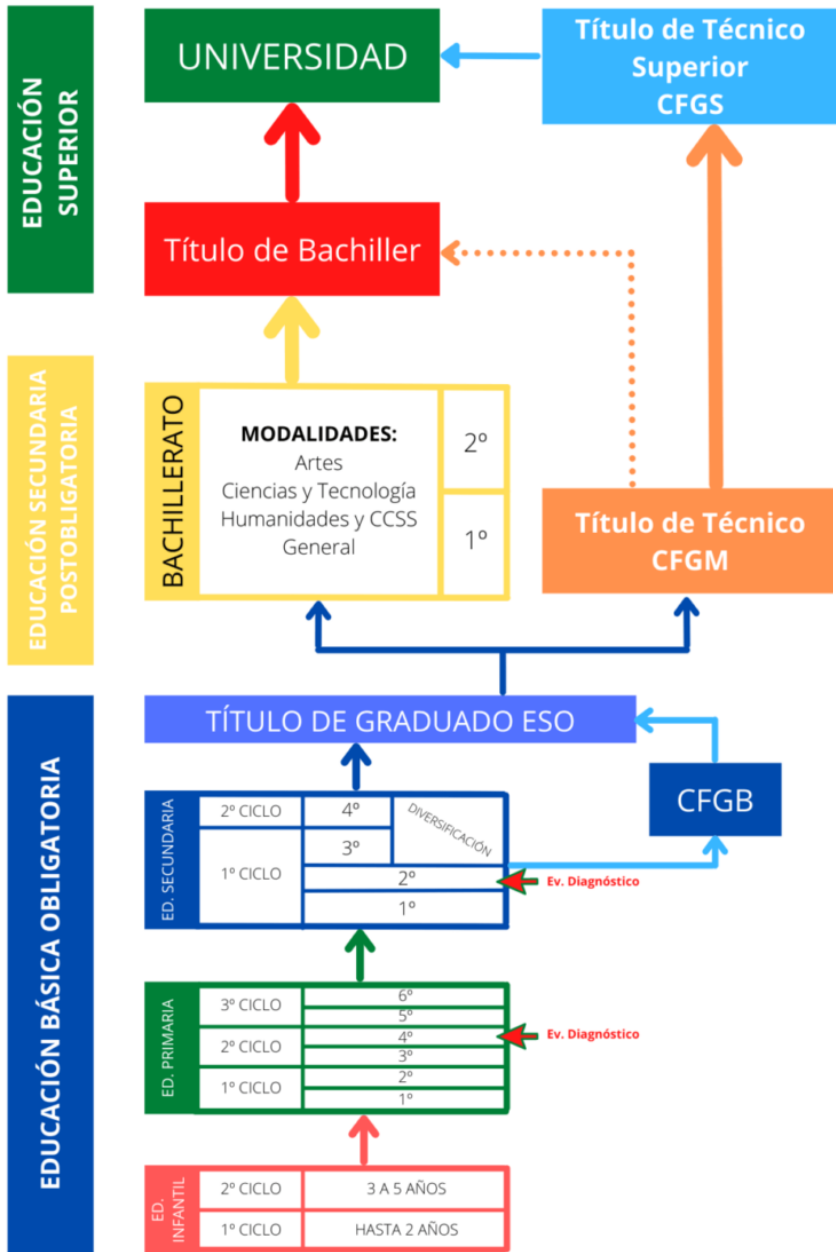 EDUCACIÓN
SUPERIOR
UNIVERSIDAD
Título de Técnico
Superior
CFGS
Título de Bachiller
EDUCACIÓN SECUNDARIA
POSTOBLIGATORIA
BACHILLERATO
MODALIDADES:
Artes
Ciencias y Tecnología
Humanidades y CCSS
General
2º
1º
Título de Técnico
CFGM
EDUCACIÓN BÁSICA OBLIGATORIA
TÍTULO DE GRADUADO ESO
CFGB
ED. SECUNDARIA
2º CICLO
4º
DIVERSIFICACIÓN
3º
1º CICLO
2º
Ev. Diagnóstico
1º
ED. PRIMARIA
3º CICLO
6º
5º
2º CICLO
4º
Ev. Diagnóstico
3º
1º CICLO
2º
1º
ED.
INFANTIL
2º CICLO
3 A 5 AÑOS
1º CICLO
HASTA 2 AÑOS